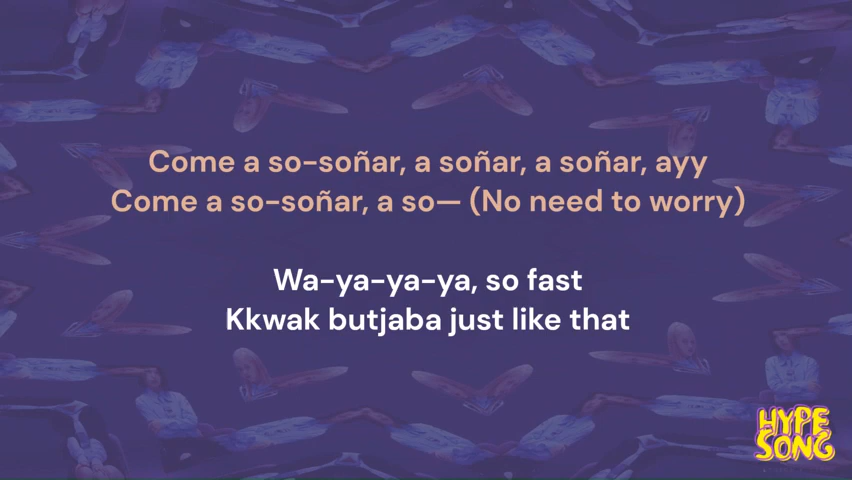 Come a so-soñar, a soñar, a soñar, ayy
Come a so-soñar, a so— (No need to worry)
Wa-ya-ya-ya, so fast
Kkwak butjaba just like that
HYPE
SONG